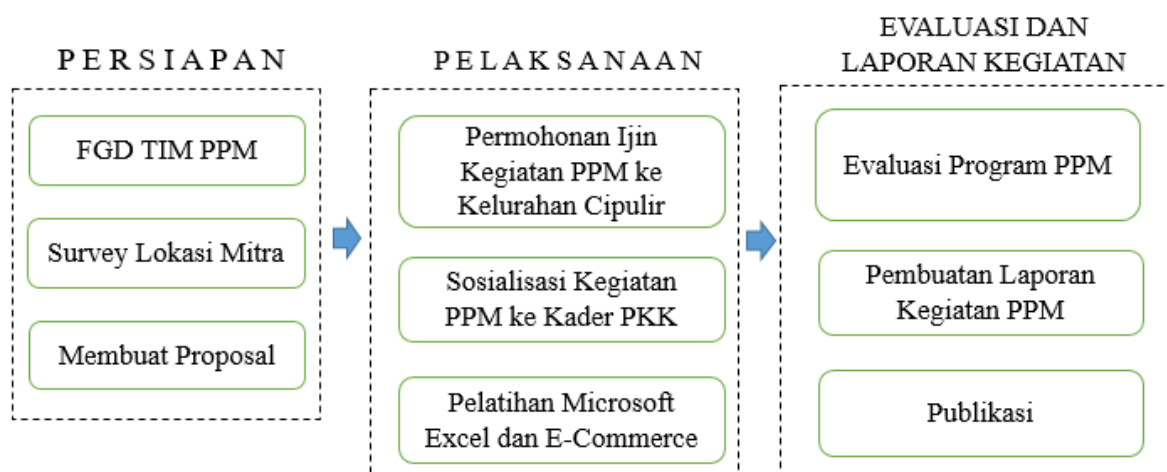 P E R S I A P A N
FGD TIM PPM
Survey Lokasi Mitra
Membuat Proposal
P E L A K S A N A A N
Permohonan Ijin
Kegiatan PPM ke
Kelurahan Cipulir
Sosialisasi Kegiatan
PPM ke Kader PKK
Pelatihan Microsoft
Excel dan E-Commerce
EVALUASI DAN
LAPORAN KEGIATAN
Evaluasi Program PPM
Pembuatan Laporan
Kegiatan PPM
Publikasi